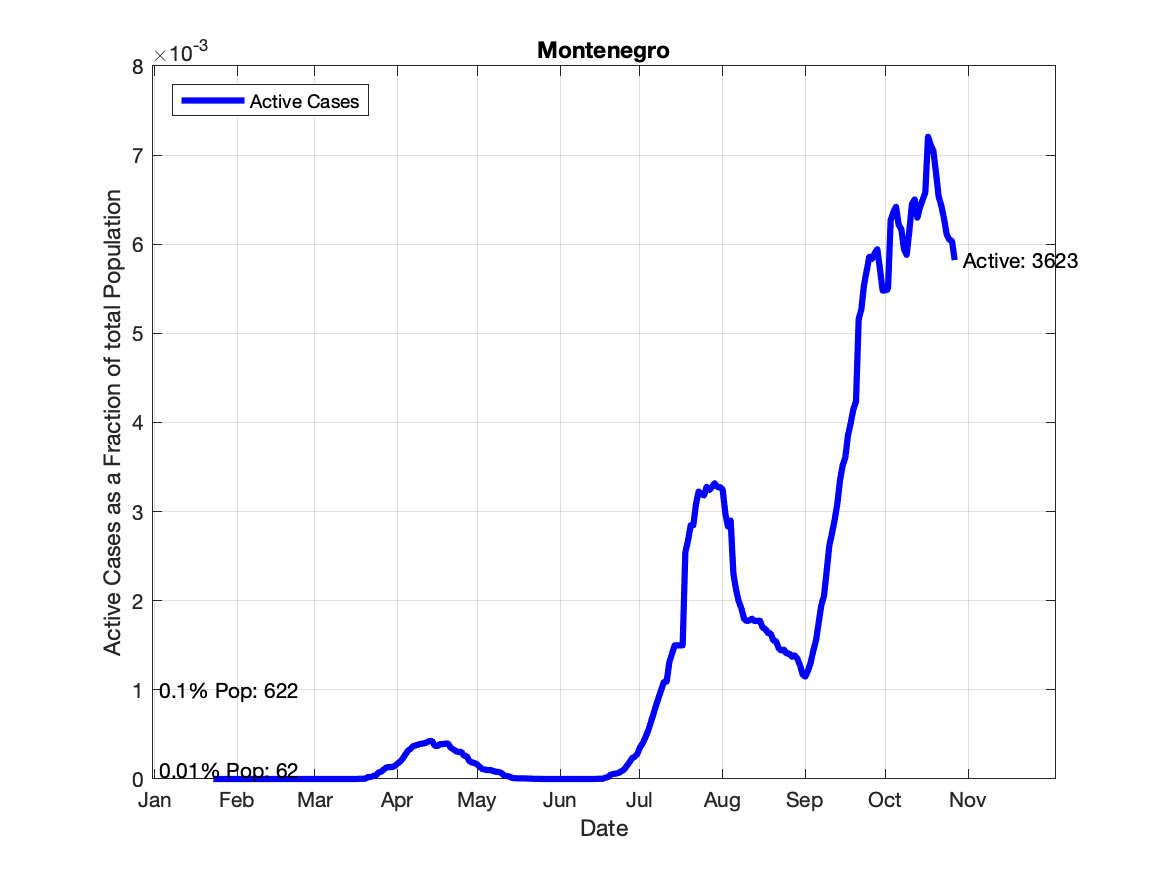 Montenegro
×10-3
Active Cases
8
7
6
5
4
3
2
1
0
Active Cases as a Fraction of total Population
Active: 3623
0.1% Pop: 622
0.01% Pop: 62
Jan Feb Mar Apr May Jun Jul Aug Sep Oct Nov
Date